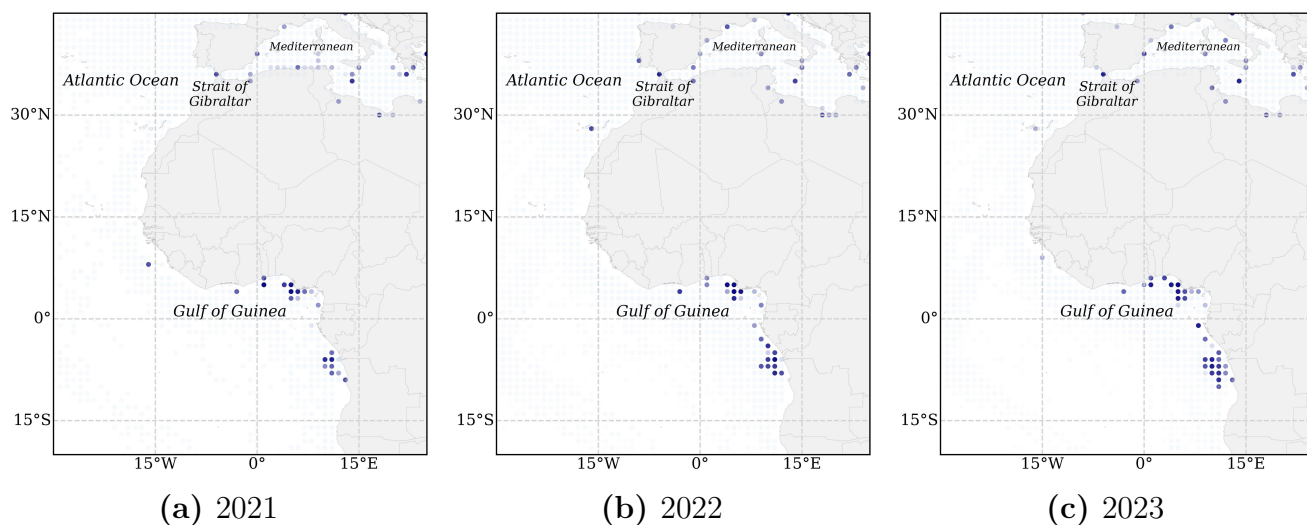 Mediterranean
Atlantic Ocean
Strait of
Gibraltar
30°N
15°N
Gulf of Guinea
0°
15°S
15°W
0°
15°E
(a) 2021
Mediterranean
Atlantic Ocean
Strait of
Gibraltar
30°N
15°N
Gulf of Guinea
0°
15°S
15°W
0°
15°E
(b) 2022
Mediterranean
Atlantic Ocean
Strait of
Gibraltar
30°N
15°N
Gulf of Guinea
0°
15°S
15°W
0°
15°E
(c) 2023